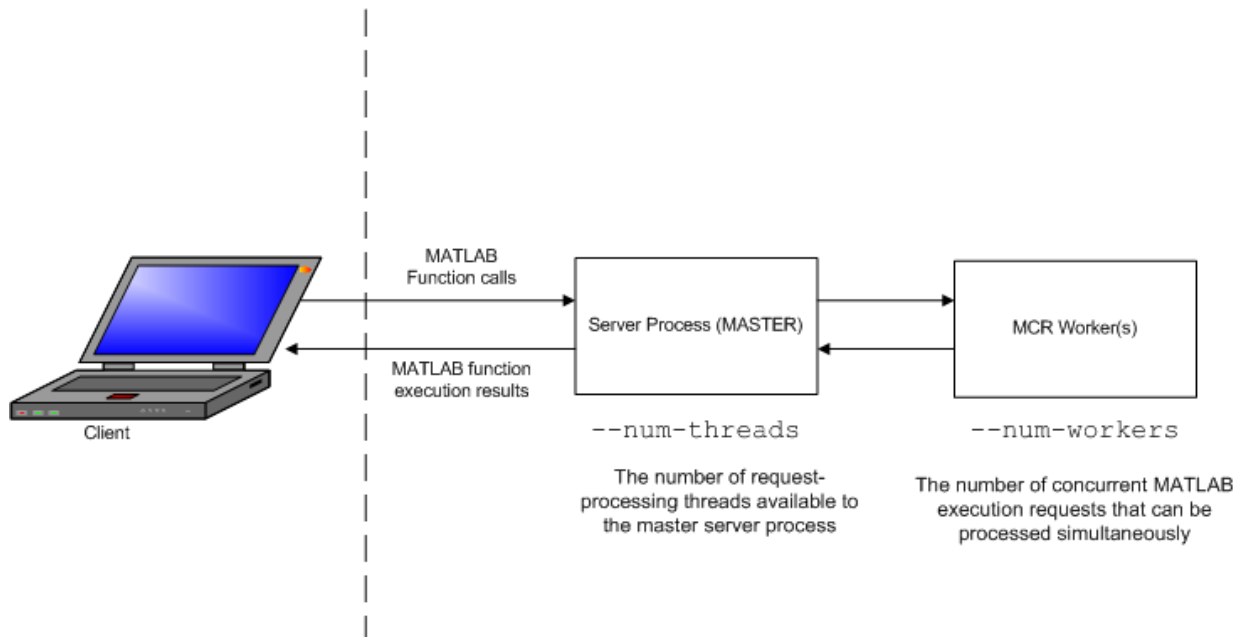 MATLAB
Function calls
Server Process (MASTER)
MCR Worker(s)
MATLAB function
execution results
Client
--num-threads
--num-workers
The number of request-
processing threads available to
the master server process
The number of concurrent MATLAB
execution requests that can be
processed simultaneously